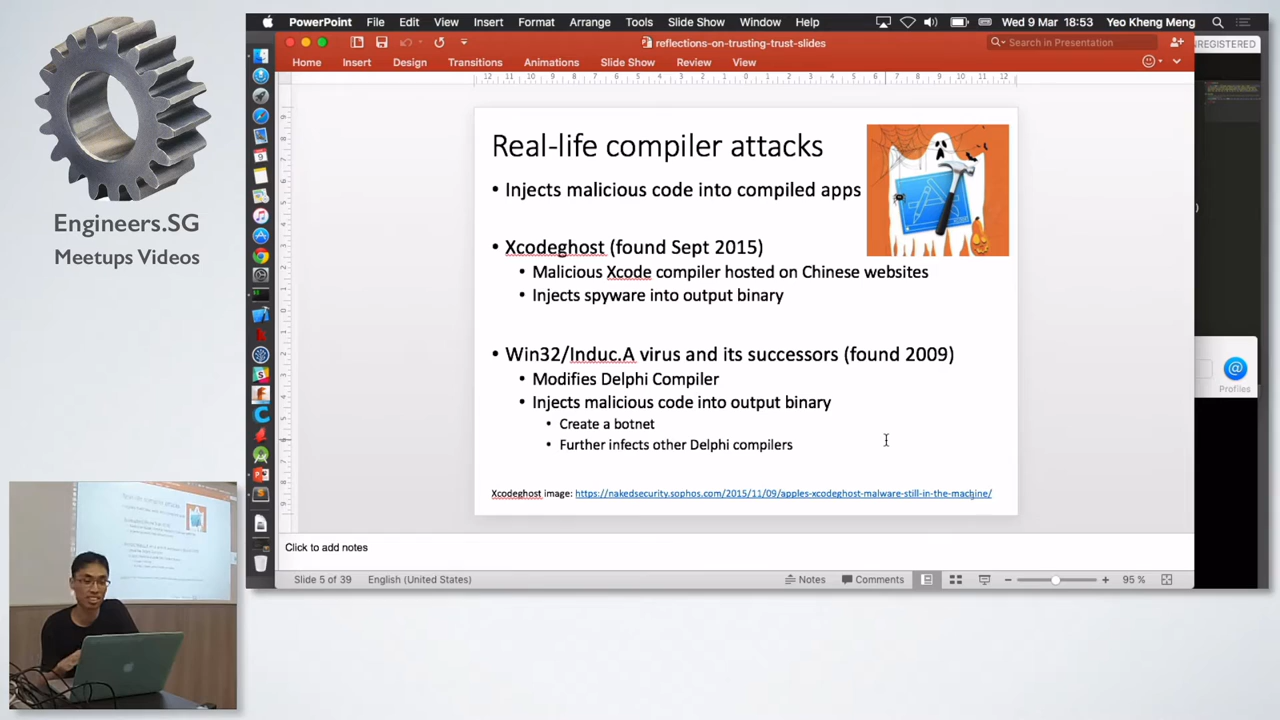 PowerPoint File Edit View Insert Format Arrange Tools Slide Show Window Help Wed 9 Mar 18:53 Yeo Kheng Meng
reflections-on-trusting-trust-slides
Search in Presentation
Home Insert Design Transitions Animations Slide Show Review View
Engineers.SG
Meetups Videos
Real-life compiler attacks
• Injects malicious code into compiled apps
• Xcodeghost (found Sept 2015)
• Malicious Xcode compiler hosted on Chinese websites
• Injects spyware into output binary
• Win32/Induc.A virus and its successors (found 2009)
• Modifies Delphi Compiler
• Injects malicious code into output binary
• Create a botnet
• Further infects other Delphi compilers
Xcodeghost image: https://nakedsecurity.sophos.com/2015/11/09/apples-xcodeghost-malware-still-in-the-machine/
Click to add notes
Slide 5 of 39 English (United States) Notes Comments 95 %
Profiles